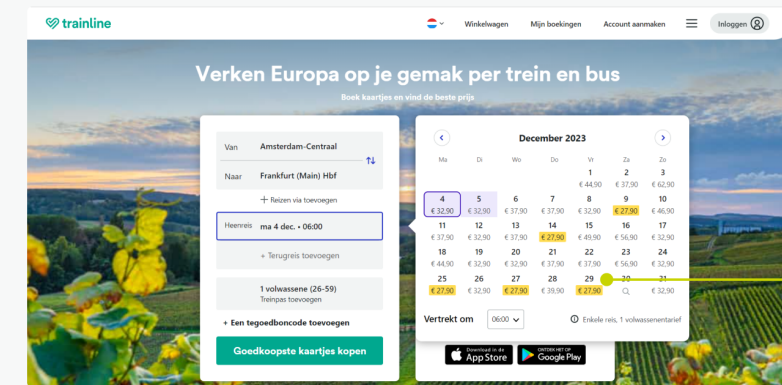 trainline
Winkelwagen Mijn boekingen Account aanmaken Inloggen
Verken Europa op je gemak per trein en bus
Boek kaartjes en vind de beste prijs
Van Amsterdam-Centraal
Naar Frankfurt (Main) Hbf
+ Reizen via toevoegen
Heenreis ma 4 dec. • 06:00
+ Terugreis toevoegen
1 volwassene (26-59)
Treinpas toevoegen
+ Een tegoedboncode toevoegen
Goedkoopste kaartjes kopen
December 2023
Ma Di Wo Do Vr Za Zo
1 2 3
€ 44,90 € 37,90 € 62,90
4 5 6 7 8 9 10
€ 32,90 € 32,90 € 37,90 € 37,90 € 32,90 € 27,90 € 46,90
11 12 13 14 15 16 17
€ 37,90 € 32,90 € 37,90 € 27,90 € 49,90 € 56,90 € 32,90
18 19 20 21 22 23 24
€ 44,90 € 32,90 € 32,90 € 37,90 € 37,90 € 56,90 € 32,90
25 26 27 28 29 30 31
€ 27,90 € 32,90 € 27,90 € 39,90 € 27,90 € 32,90
Vertrekt om 06:00 Enkele reis, 1 volwassenentarief
Download in de
App Store
ONTDEK HET OP
Google Play